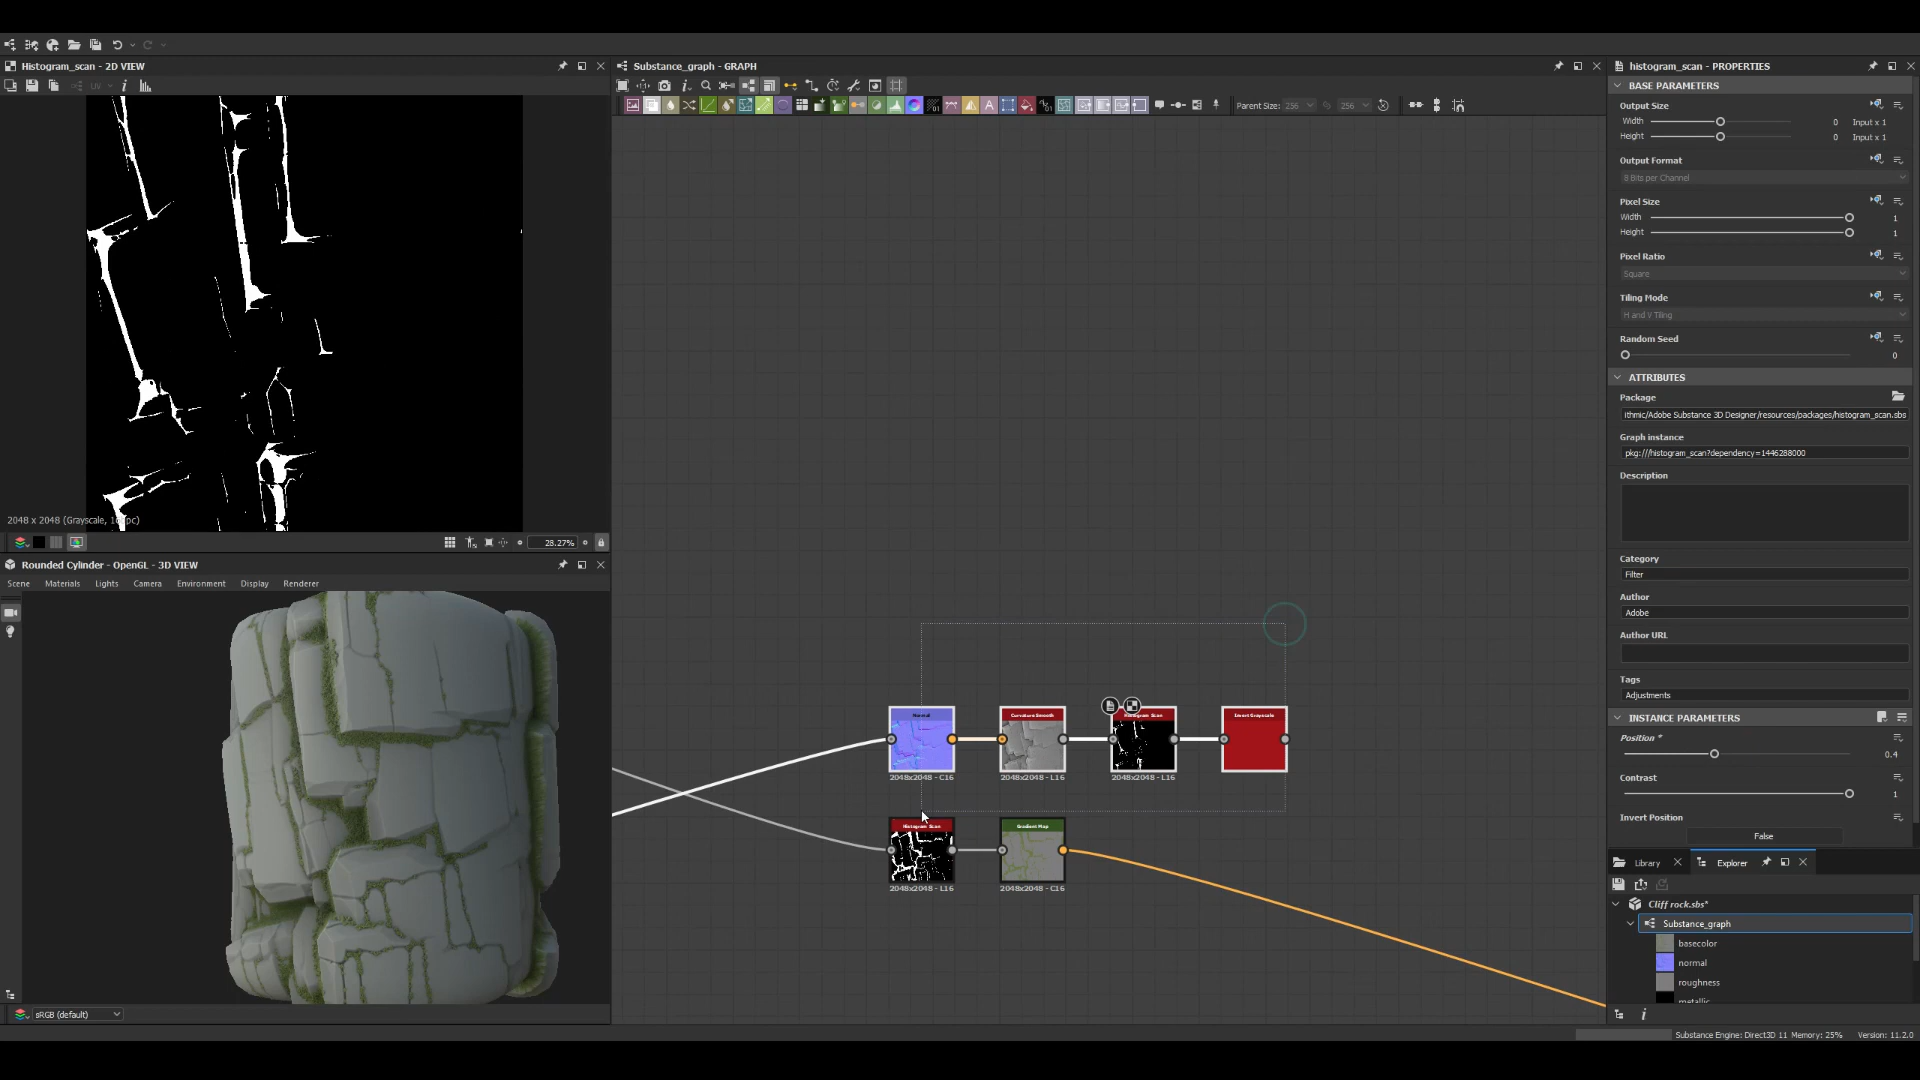 Histogram_scan - 2D VIEW
UV
2048 x 2048 (Grayscale, 16bpc)
28.27%
Rounded Cylinder - OpenGL - 3D VIEW
Scene Materials Lights Camera Environment Display Renderer
sRGB (default)
Substance_graph - GRAPH
Parent Size: 256 256
Normal
2048x2048 - C16
Curvature Smooth
2048x2048 - L16
Histogram Scan
2048x2048 - L16
Invert Grayscale
Histogram Scan
2048x2048 - L16
Gradient Map
2048x2048 - C16
histogram_scan - PROPERTIES
BASE PARAMETERS
Output Size
Width 0 Input x 1
Height 0 Input x 1
Output Format
8 Bits per Channel
Pixel Size
Width 1
Height 1
Pixel Ratio
Square
Tiling Mode
H and V Tiling
Random Seed
0
ATTRIBUTES
Package
ithmic/Adobe Substance 3D Designer/resources/packages/histogram_scan.sbs
Graph instance
pkg:///histogram_scan?dependency=1446288000
Description
Category
Filter
Author
Adobe
Author URL
Tags
Adjustments
INSTANCE PARAMETERS
Position *
0.4
Contrast
1
Invert Position
False
Library Explorer
Cliff rock.sbs*
Substance_graph
basecolor
normal
roughness
metallic
Substance Engine: Direct3D 11 Memory: 25% Version: 11.2.0